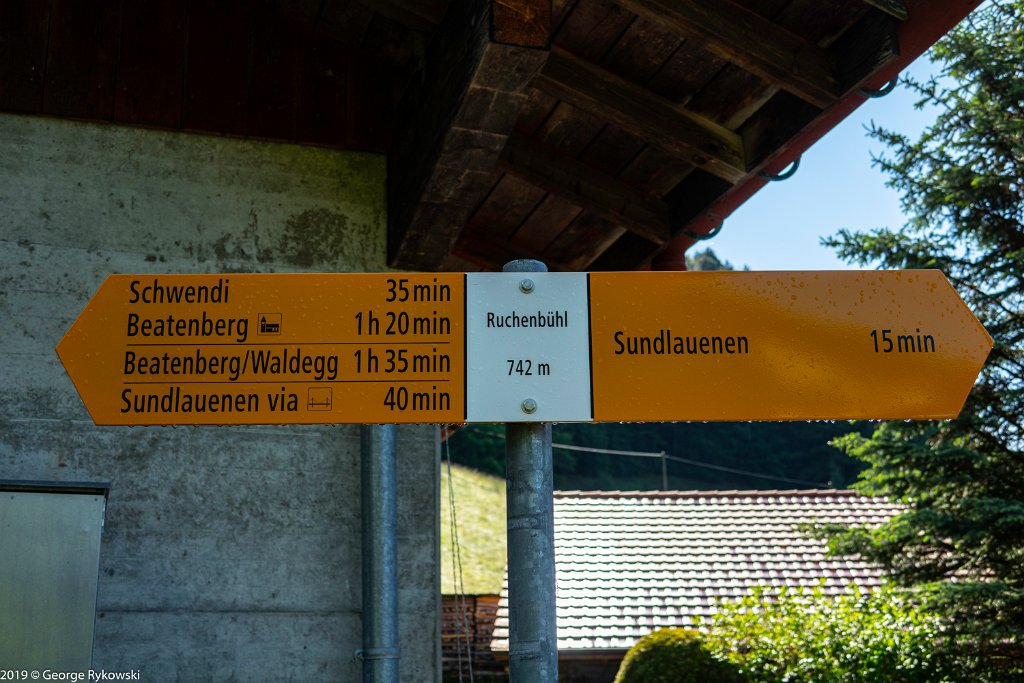 Schwendi 35 min
Beatenberg 1 h 20 min
Beatenberg/Waldegg 1 h 35 min
Sundlauenen via 40 min
Ruchenbühl
742 m
Sundlauenen 15 min
2019 © George Rykowski